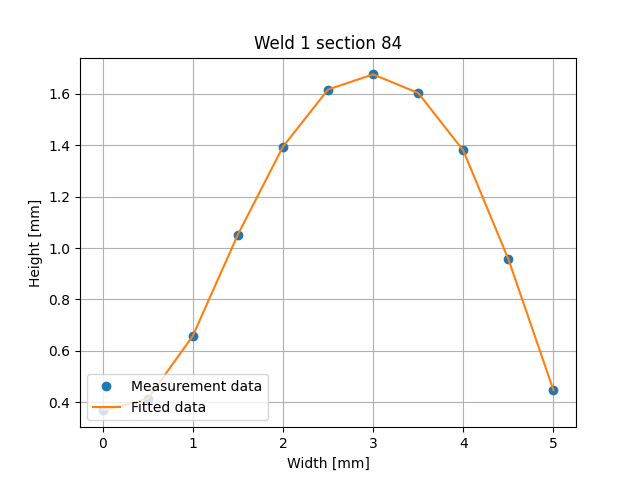 Weld 1 section 84
Height [mm]
1.6
1.4
1.2
1.0
0.8
0.6
0.4
Measurement data
Fitted data
0 1 2 3 4 5
Width [mm]